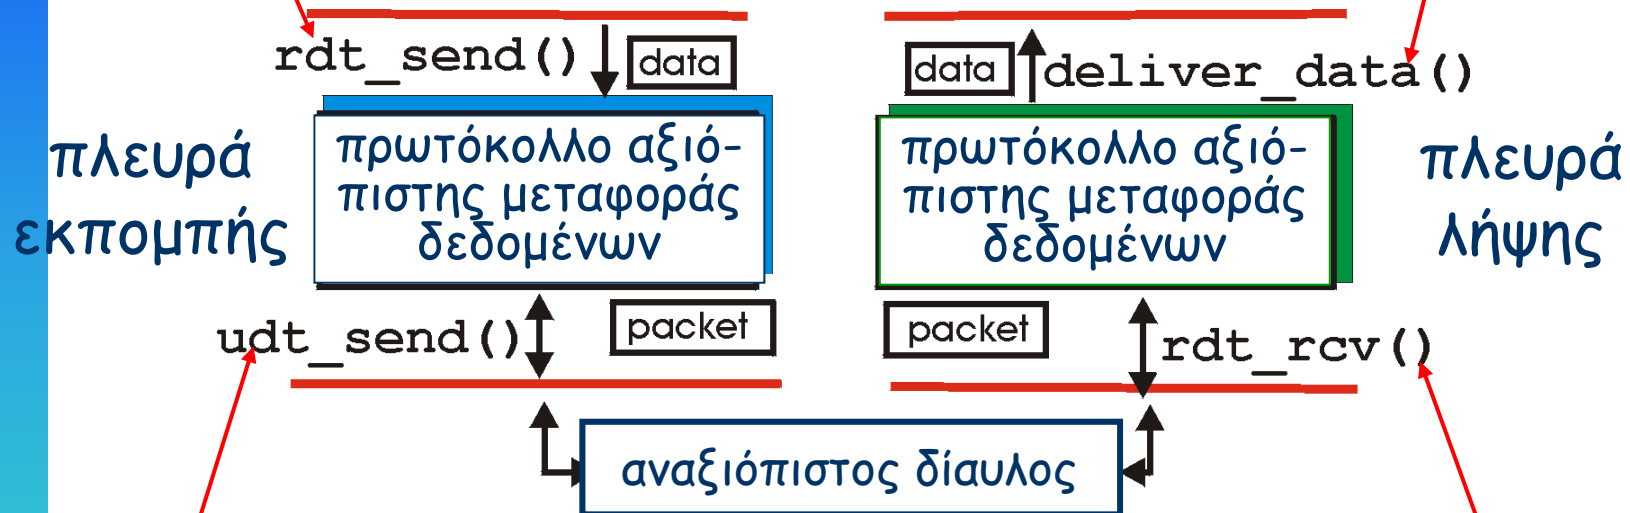 rdt_send()
data
data
deliver_data()
πλευρά
εκπομπής
πρωτόκολλο αξιό-
πιστης μεταφοράς
δεδομένων
πρωτόκολλο αξιό-
πιστης μεταφοράς
δεδομένων
πλευρά
λήψης
udt_send()
packet
packet
rdt_rcv()
αναξιόπιστος δίαυλος